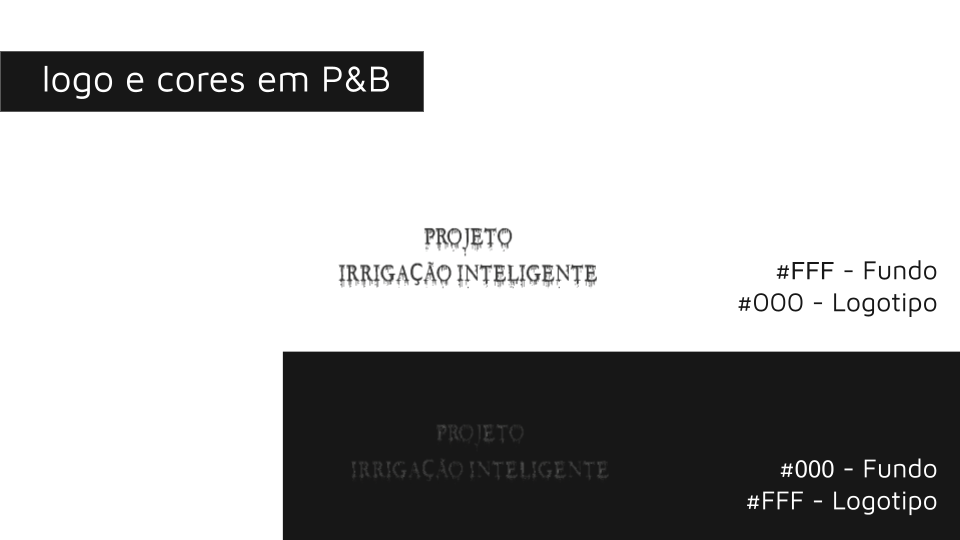 logo e cores em P&B
PROJETO
IRRIGAÇÃO INTELIGENTE
#FFF - Fundo
#000 - Logotipo
PROJETO
IRRIGAÇÃO INTELIGENTE
#000 - Fundo
#FFF - Logotipo